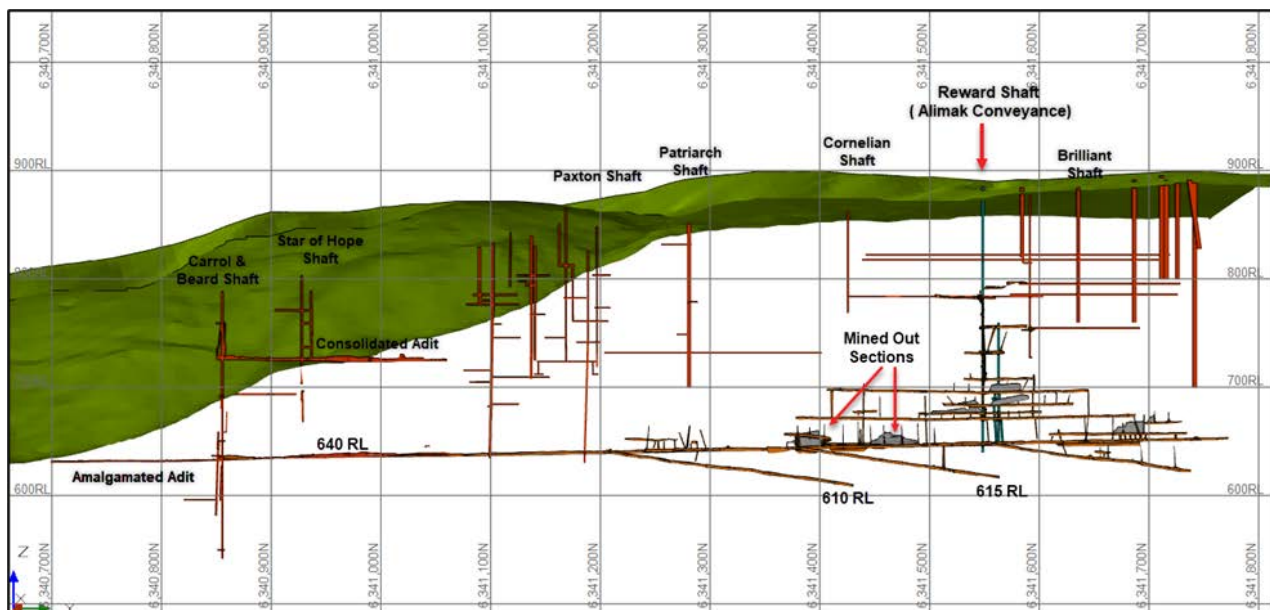 6,340,700N
6,340,800N
6,340,900N
6,341,000N
6,341,100N
6,341,200N
6,341,300N
6,341,400N
6,341,500N
6,341,600N
6,341,700N
6,341,800N
Reward Shaft
( Alimak Conveyance)
900RL
900RL
Patriarch
Shaft
Cornelian
Shaft
Brilliant
Shaft
Paxton Shaft
Star of Hope
Shaft
Carrol &
Beard Shaft
800RL
Consolidated Adit
Mined Out
Sections
700RL
640 RL
Amalgamated Adit
600RL
610 RL
615 RL
600RL
Z
X
Y
6,340,700N
6,340,800N
6,340,900N
6,341,000N
6,341,100N
6,341,200N
6,341,300N
6,341,400N
6,341,500N
6,341,600N
6,341,700N
6,341,800N